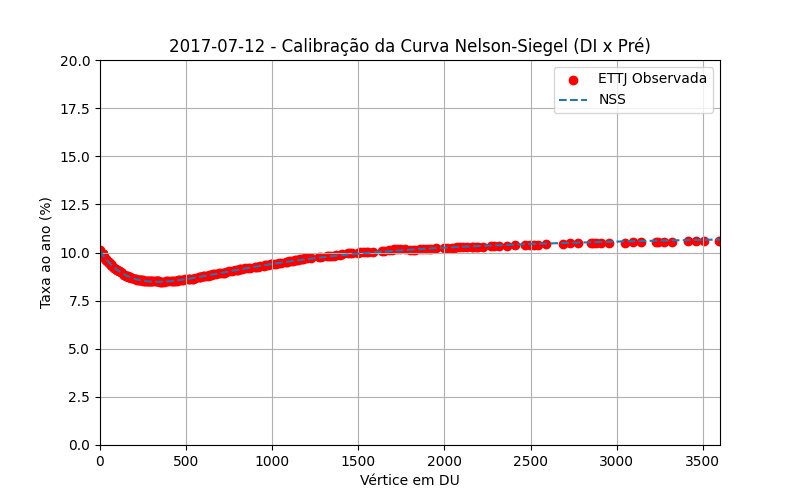 2017-07-12 - Calibração da Curva Nelson-Siegel (DI x Pré)
ETTJ Observada
NSS
Taxa ao ano (%)
20.0
17.5
15.0
12.5
10.0
7.5
5.0
2.5
0.0
0 500 1000 1500 2000 2500 3000 3500
Vértice em DU